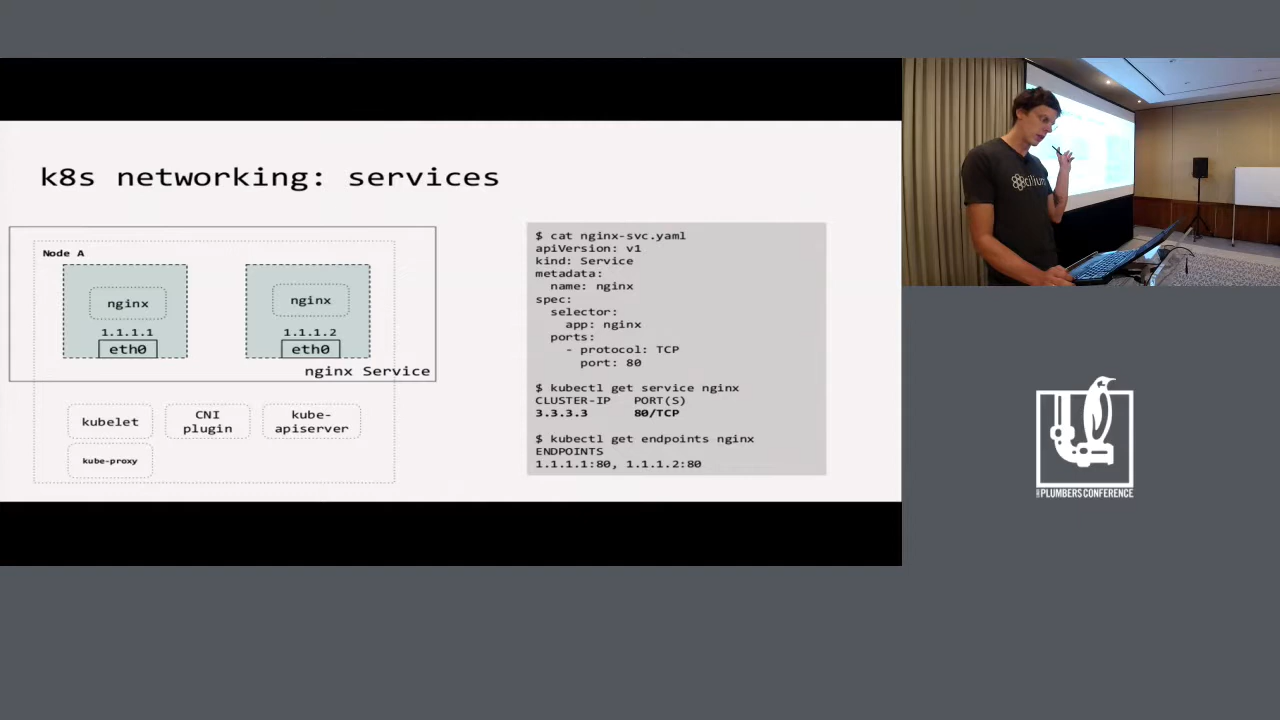 k8s networking: services
Node A
nginx
1.1.1.1
eth0
nginx
1.1.1.2
eth0
nginx Service
kubelet
CNI
plugin
kube-
apiserver
kube-proxy
$ cat nginx-svc.yaml
apiVersion: v1
kind: Service
metadata:
  name: nginx
spec:
  selector:
    app: nginx
  ports:
    - protocol: TCP
      port: 80
$ kubectl get service nginx
CLUSTER-IP   PORT(S)
3.3.3.3      80/TCP
$ kubectl get endpoints nginx
ENDPOINTS
1.1.1.1:80, 1.1.1.2:80
cilium
PLUMBERS CONFERENCE